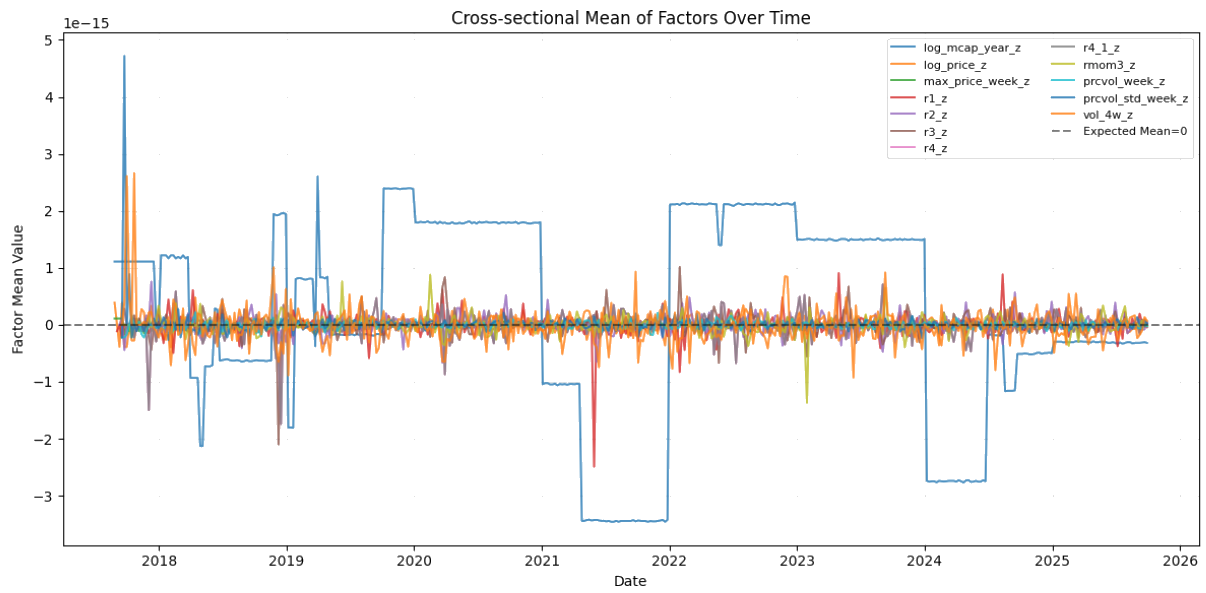 Cross-sectional Mean of Factors Over Time
1e−15
5
4
3
2
1
0
−1
−2
−3
Factor Mean Value
log_mcap_year_z
log_price_z
max_price_week_z
r1_z
r2_z
r3_z
r4_z
r4_1_z
rmom3_z
prcvol_week_z
prcvol_std_week_z
vol_4w_z
Expected Mean=0
2018 2019 2020 2021 2022 2023 2024 2025 2026
Date